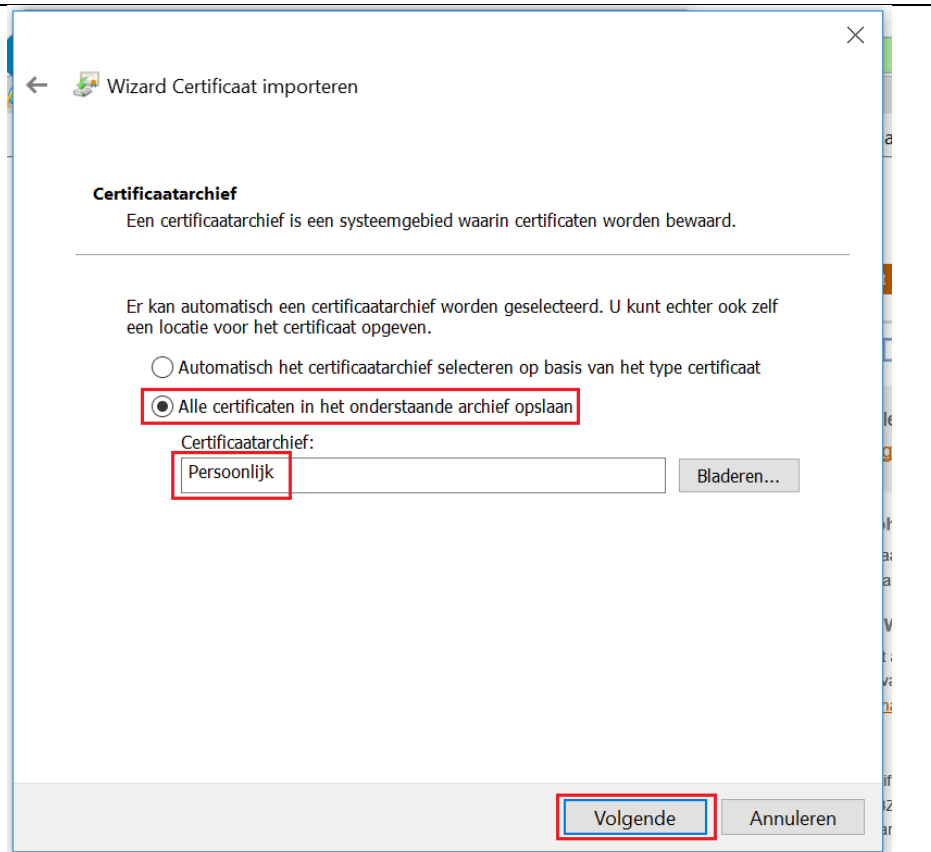 Wizard Certificaat importeren
Certificaatarchief
Een certificaatarchief is een systeemgebied waarin certificaten worden bewaard.
Er kan automatisch een certificaatarchief worden geselecteerd. U kunt echter ook zelf
een locatie voor het certificaat opgeven.
Automatisch het certificaatarchief selecteren op basis van het type certificaat
Alle certificaten in het onderstaande archief opslaan
Certificaatarchief:
Persoonlijk
Bladeren...
Volgende
Annuleren